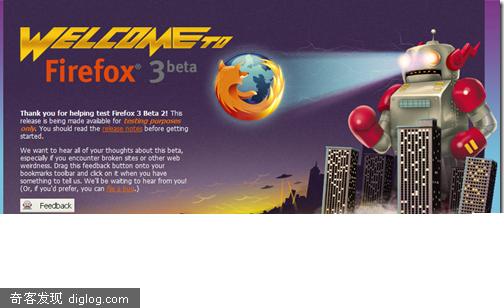 WELCOME TO
Firefox® 3 beta
Thank you for helping test Firefox 3 Beta 2! This
release is being made available for testing purposes
only. You should read the release notes before getting
started.
We want to hear all of your thoughts about this beta,
especially if you encounter broken sites or other web
weirdness. Drag this feedback button onto your
bookmarks toolbar and click on it when you have
something to tell us. We'll be waiting to hear from you!
(Or, if you'd prefer, you can file a bug.)
Feedback
奇客发现 diglog.com